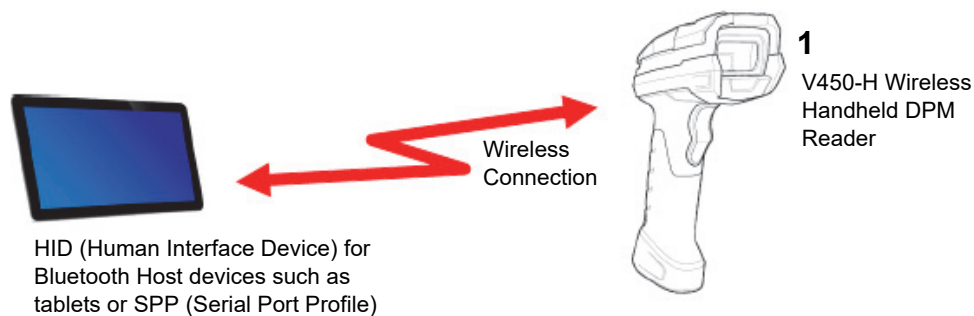 1
V450-H Wireless
Handheld DPM
Reader
Wireless
Connection
HID (Human Interface Device) for
Bluetooth Host devices such as
tablets or SPP (Serial Port Profile)